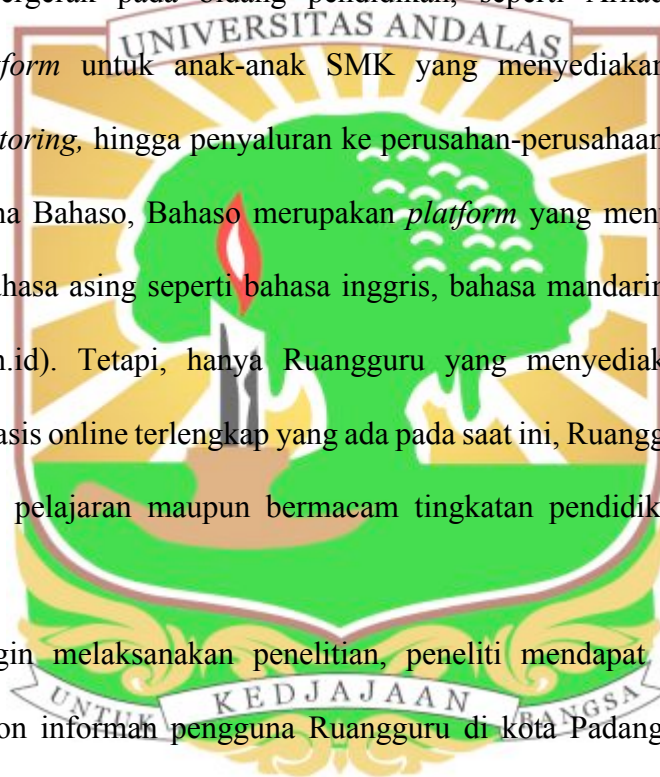 bergerak pada bidang pendidikan, seperti
UNIVERSITAS ANDALAS
form untuk anak-anak SMK yang menyediakan
toring, hingga penyaluran ke perusahan-perusahaan
na Bahaso, Bahaso merupakan platform yang meny
ahasa asing seperti bahasa inggris, bahasa mandarin
n.id). Tetapi, hanya Ruangguru yang menyediak
asis online terlengkap yang ada pada saat ini, Ruangg
pelajaran maupun bermacam tingkatan pendidik
gin melaksanakan penelitian, peneliti mendapat
UNTUK KEDJAJAAN BANGSA
on informan pengguna Ruangguru di kota Padang